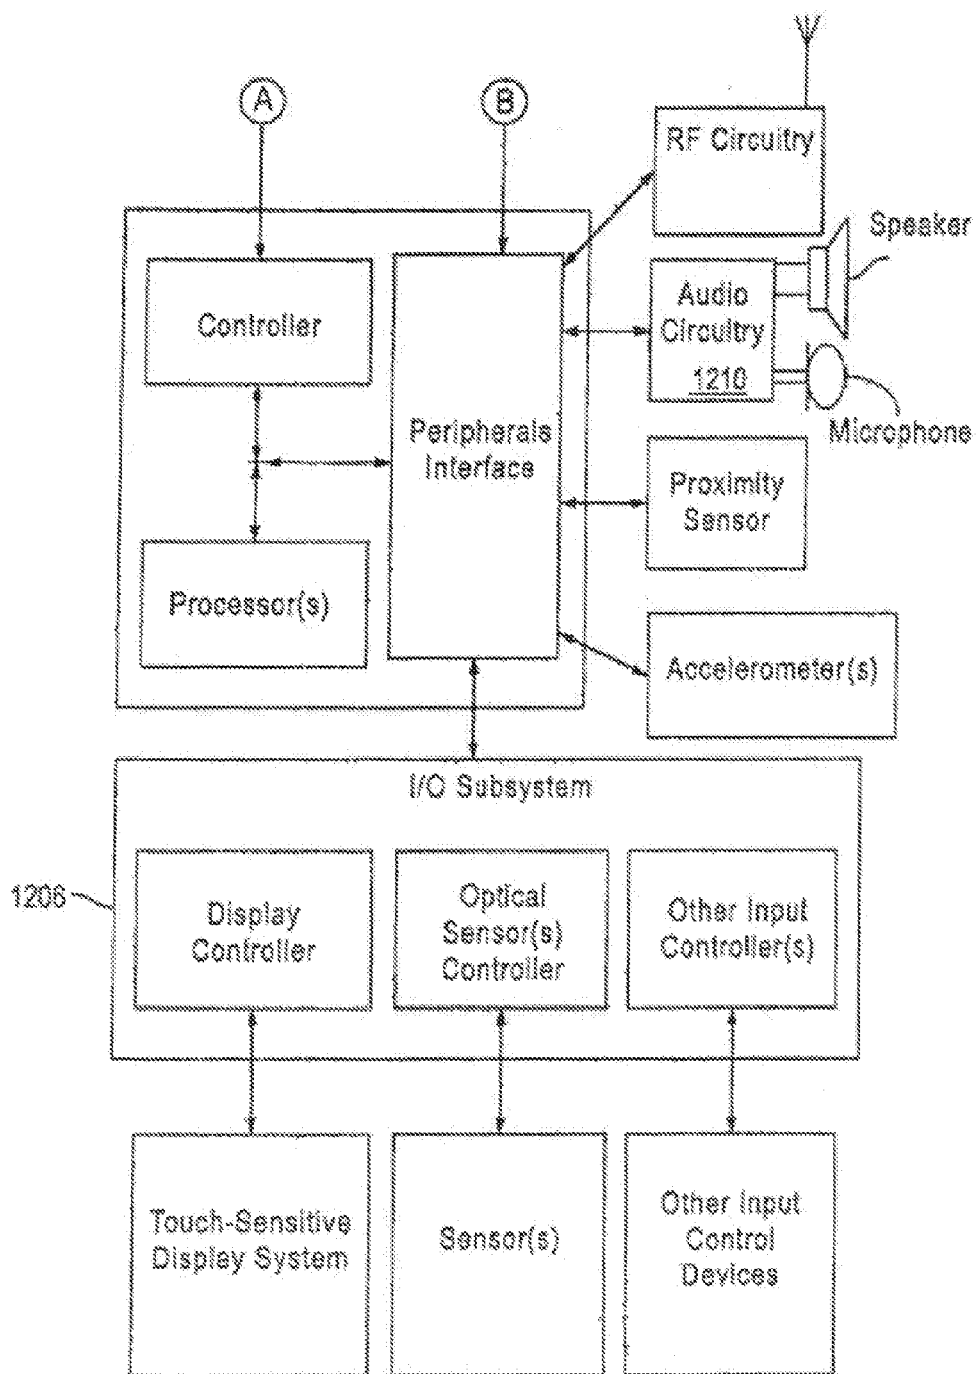 A
B
RF Circuitry
Speaker
Controller
Audio
Circuitry
1210
Peripherals
Interface
Microphone
Proximity
Sensor
Processor(s)
Accelerometer(s)
I/O Subsystem
1206
Display
Controller
Optical
Sensor(s)
Controller
Other Input
Controller(s)
Touch-Sensitive
Display System
Sensor(s)
Other Input
Control
Devices